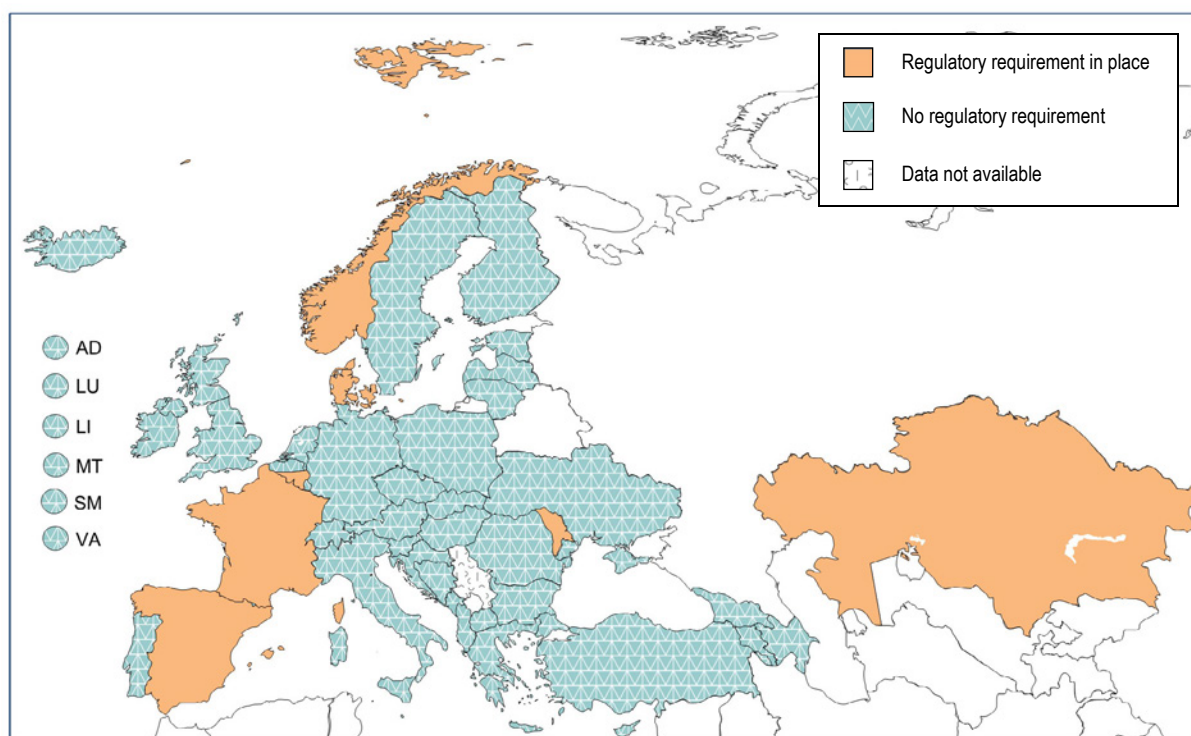 Regulatory requirement in place
No regulatory requirement
Data not available
AD
LU
LI
MT
SM
VA